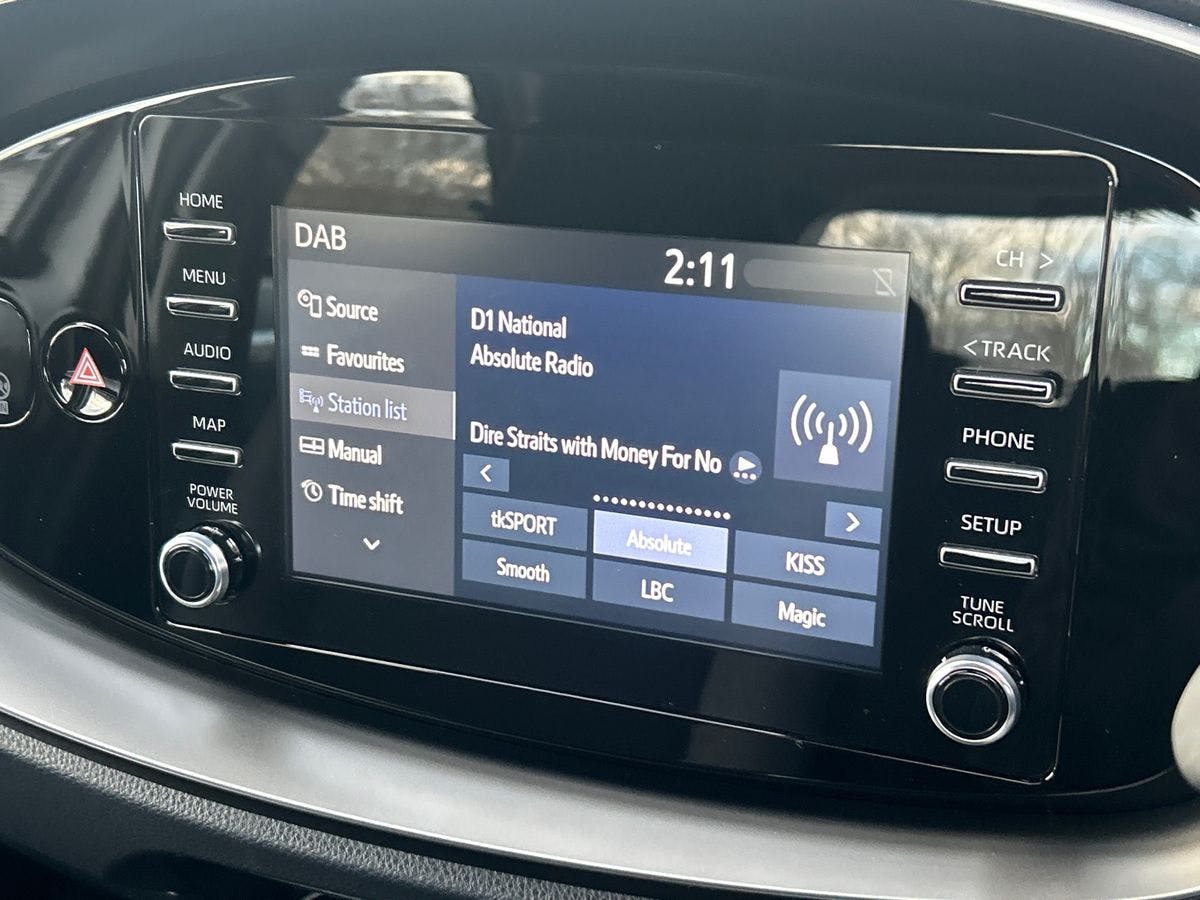 HOME
MENU
AUDIO
MAP
POWER
VOLUME
DAB
2:11
Source
Favourites
Station list
Manual
Time shift
D1 National
Absolute Radio
Dire Straits with Money For No
<
>
tkSPORT
Absolute
KISS
Smooth
LBC
Magic
CH >
<TRACK
PHONE
SETUP
TUNE
SCROLL